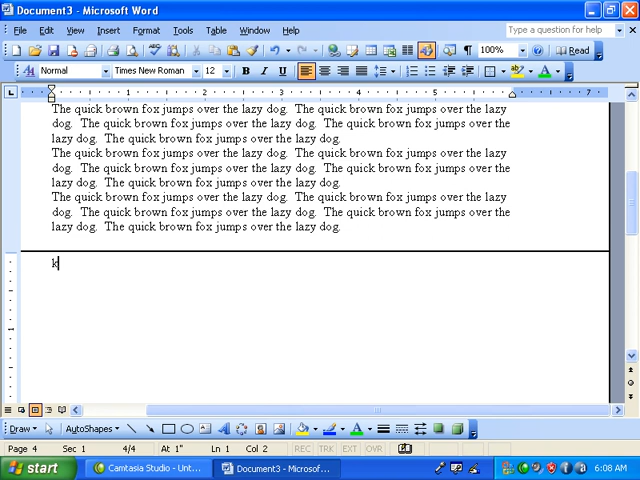 Document3 - Microsoft Word
File Edit View Insert Format Tools Table Window Help Type a question for help
100% Read
Normal Times New Roman 12 B I U A
1 2 3 4 5 7
The quick brown fox jumps over the lazy dog. The quick brown fox jumps over the lazy
dog. The quick brown fox jumps over the lazy dog. The quick brown fox jumps over the
lazy dog. The quick brown fox jumps over the lazy dog.
The quick brown fox jumps over the lazy dog. The quick brown fox jumps over the lazy
dog. The quick brown fox jumps over the lazy dog. The quick brown fox jumps over the
lazy dog. The quick brown fox jumps over the lazy dog.
The quick brown fox jumps over the lazy dog. The quick brown fox jumps over the lazy
dog. The quick brown fox jumps over the lazy dog. The quick brown fox jumps over the
lazy dog. The quick brown fox jumps over the lazy dog.
k
Draw AutoShapes A A
Page 4 Sec 1 4/4 At 1" Ln 1 Col 2 REC TRK EXT OVR
start Camtasia Studio - Unt... Document3 - Microsof... 6:08 AM